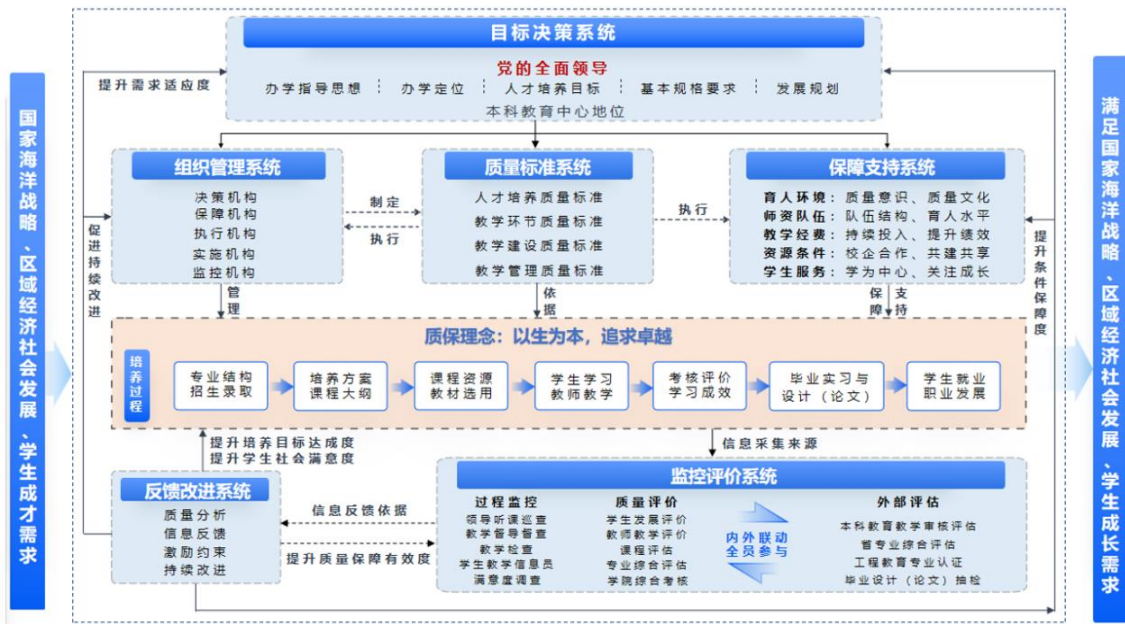 国家海洋战略、区域经济社会发展、学生成才需求
目标决策系统
党的全面领导
办学指导思想 办学定位 人才培养目标 基本规格要求 发展规划
本科教育中心地位
提升需求适应度
组织管理系统
决策机构
保障机构
执行机构
实施机构
监控机构
制定
执行
质量标准系统
人才培养质量标准
教学环节质量标准
教学建设质量标准
教学管理质量标准
执行
保障支持系统
育人环境：质量意识、质量文化
师资队伍：队伍结构、育人水平
教学经费：持续投入、提升绩效
资源条件：校企合作、共建共享
学生服务：学为中心、关注成长
促进持续改进
提升条件保障度
管理
依据
保障
支持
质保理念：以生为本，追求卓越
培养过程
专业结构
招生录取
培养方案
课程大纲
课程资源
教材选用
学生学习
教师教学
考核评价
学习成效
毕业实习与
设计（论文）
学生就业
职业发展
提升培养目标达成度
提升学生社会满意度
信息采集来源
反馈改进系统
质量分析
信息反馈
激励约束
持续改进
信息反馈依据
提升质量保障有效度
监控评价系统
过程监控
领导听课巡查
教学督导督查
教学检查
学生教学信息员
满意度调查
质量评价
学生发展评价
教师教学评价
课程评估
专业综合评估
学院综合考核
内外联动
全员参与
外部评估
本科教育教学审核评估
省专业综合评估
工程教育专业认证
毕业设计（论文）抽检
满足国家海洋战略、区域经济社会发展、学生成长需求